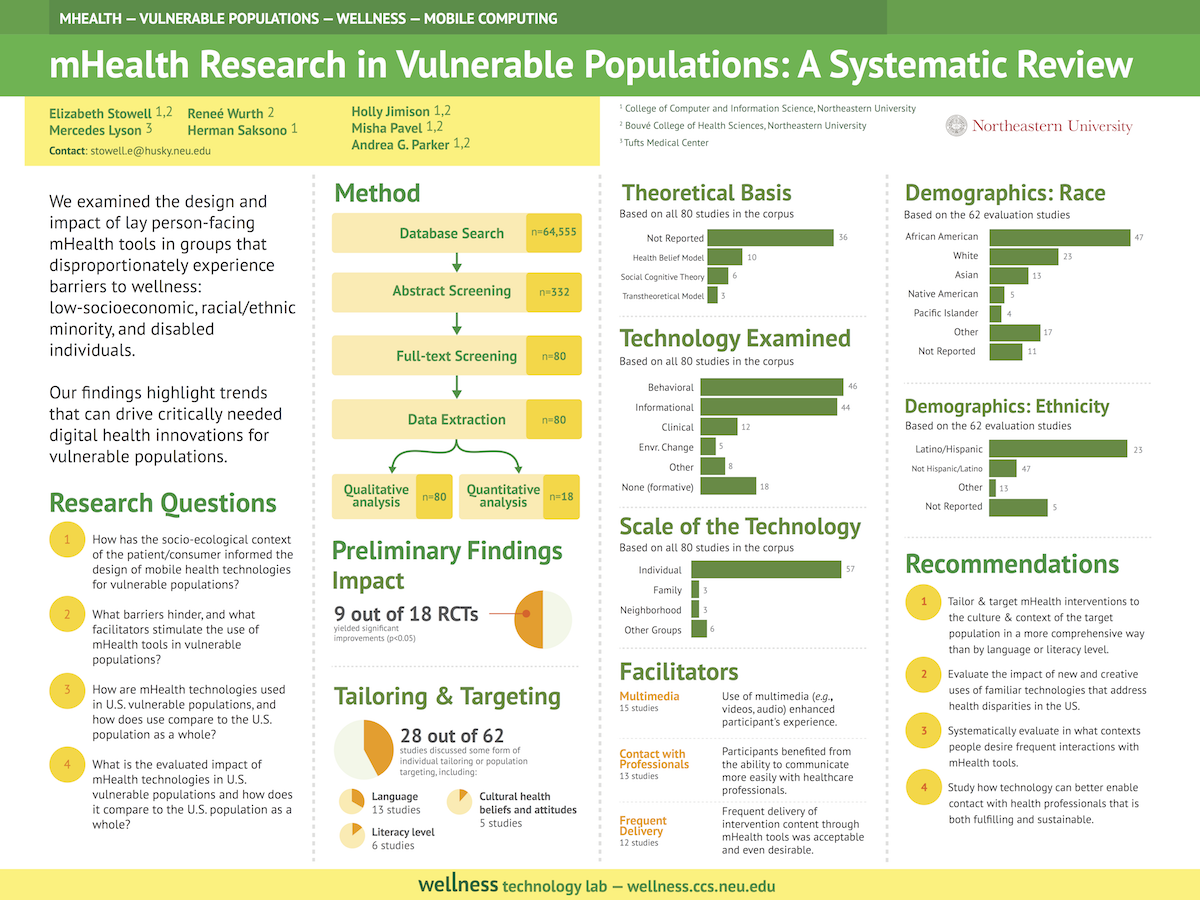 MHEALTH — VULNERABLE POPULATIONS — WELLNESS — MOBILE COMPUTING
mHealth Research in Vulnerable Populations: A Systematic Review
Elizabeth Stowell 1,2
Mercedes Lyson 3
Reneé Wurth 2
Herman Saksono 1
Holly Jimison 1,2
Misha Pavel 1,2
Andrea G. Parker 1,2
Contact: stowell.e@husky.neu.edu
1 College of Computer and Information Science, Northeastern University
2 Bouvé College of Health Sciences, Northeastern University
3 Tufts Medical Center
Northeastern University
We examined the design and
impact of lay person-facing
mHealth tools in groups that
disproportionately experience
barriers to wellness:
low-socioeconomic, racial/ethnic
minority, and disabled
individuals.
Our findings highlight trends
that can drive critically needed
digital health innovations for
vulnerable populations.
Research Questions
1
How has the socio-ecological context
of the patient/consumer informed the
design of mobile health technologies
for vulnerable populations?
2
What barriers hinder, and what
facilitators stimulate the use of
mHealth tools in vulnerable
populations?
3
How are mHealth technologies used
in U.S. vulnerable populations, and
how does use compare to the U.S.
population as a whole?
4
What is the evaluated impact of
mHealth technologies in U.S.
vulnerable populations and how does
it compare to the U.S. population as a
whole?
Method
Database Search n=64,555
Abstract Screening n=332
Full-text Screening n=80
Data Extraction n=80
Qualitative
analysis
n=80
Quantitative
analysis
n=18
Preliminary Findings
Impact
9 out of 18 RCTs
yielded significant
improvements (p<0.05)
Tailoring & Targeting
28 out of 62
studies discussed some form of
individual tailoring or population
targeting, including:
Language
13 studies
Literacy level
6 studies
Cultural health
beliefs and attitudes
5 studies
Theoretical Basis
Based on all 80 studies in the corpus
Not Reported 36
Health Belief Model 10
Social Cognitive Theory 6
Transtheoretical Model 3
Technology Examined
Based on all 80 studies in the corpus
Behavioral 46
Informational 44
Clinical 12
Envr. Change 5
Other 8
None (formative) 18
Scale of the Technology
Based on all 80 studies in the corpus
Individual 57
Family 3
Neighborhood 3
Other Groups 6
Facilitators
Multimedia
15 studies
Use of multimedia (e.g.,
videos, audio) enhanced
participant's experience.
Contact with
Professionals
13 studies
Participants benefited from
the ability to communicate
more easily with healthcare
professionals.
Frequent
Delivery
12 studies
Frequent delivery of
intervention content through
mHealth tools was acceptable
and even desirable.
Demographics: Race
Based on the 62 evaluation studies
African American 47
White 23
Asian 13
Native American 5
Pacific Islander 4
Other 17
Not Reported 11
Demographics: Ethnicity
Based on the 62 evaluation studies
Latino/Hispanic 23
Not Hispanic/Latino 47
Other 13
Not Reported 5
Recommendations
1
Tailor & target mHealth interventions to
the culture & context of the target
population in a more comprehensive way
than by language or literacy level.
2
Evaluate the impact of new and creative
uses of familiar technologies that address
health disparities in the US.
3
Systematically evaluate in what contexts
people desire frequent interactions with
mHealth tools.
4
Study how technology can better enable
contact with health professionals that is
both fulfilling and sustainable.
wellness technology lab — wellness.ccs.neu.edu